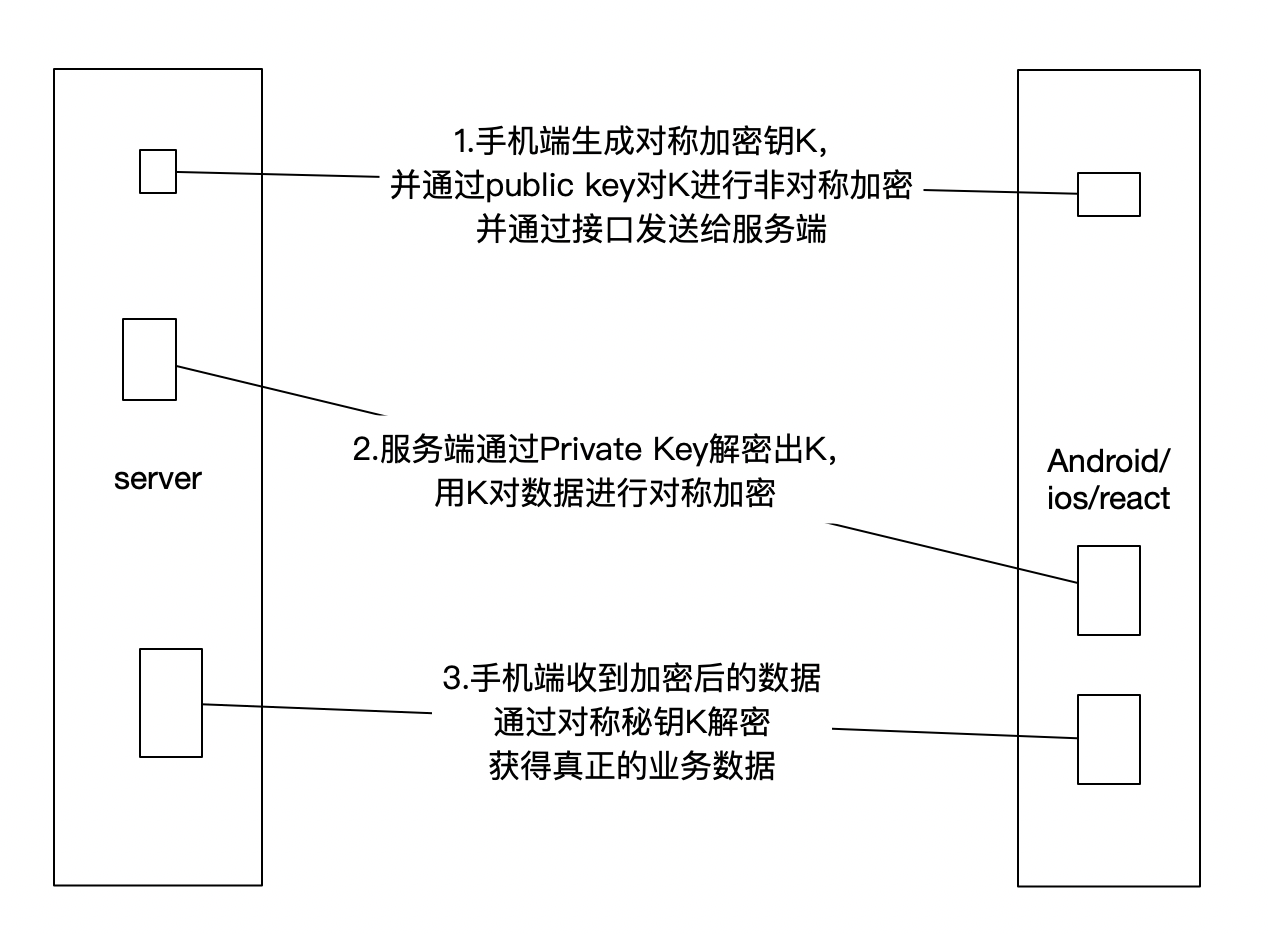 1.手机端生成对称加密钥K，
并通过public key对K进行非对称加密
并通过接口发送给服务端
2.服务端通过Private Key解密出K，
用K对数据进行对称加密
server
Android/
ios/react
3.手机端收到加密后的数据
通过对称秘钥K解密
获得真正的业务数据